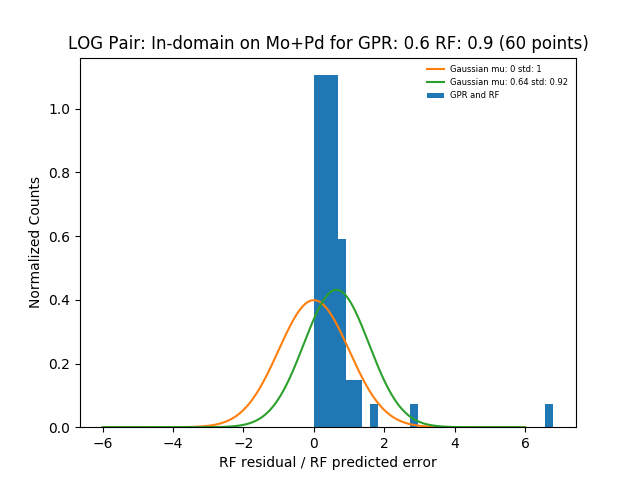 LOG Pair: In-domain on Mo+Pd for GPR: 0.6 RF: 0.9 (60 points)
Gaussian mu: 0 std: 1
Gaussian mu: 0.64 std: 0.92
GPR and RF
Normalized Counts
1.0
0.8
0.6
0.4
0.2
0.0
−6 −4 −2 0 2 4 6
RF residual / RF predicted error